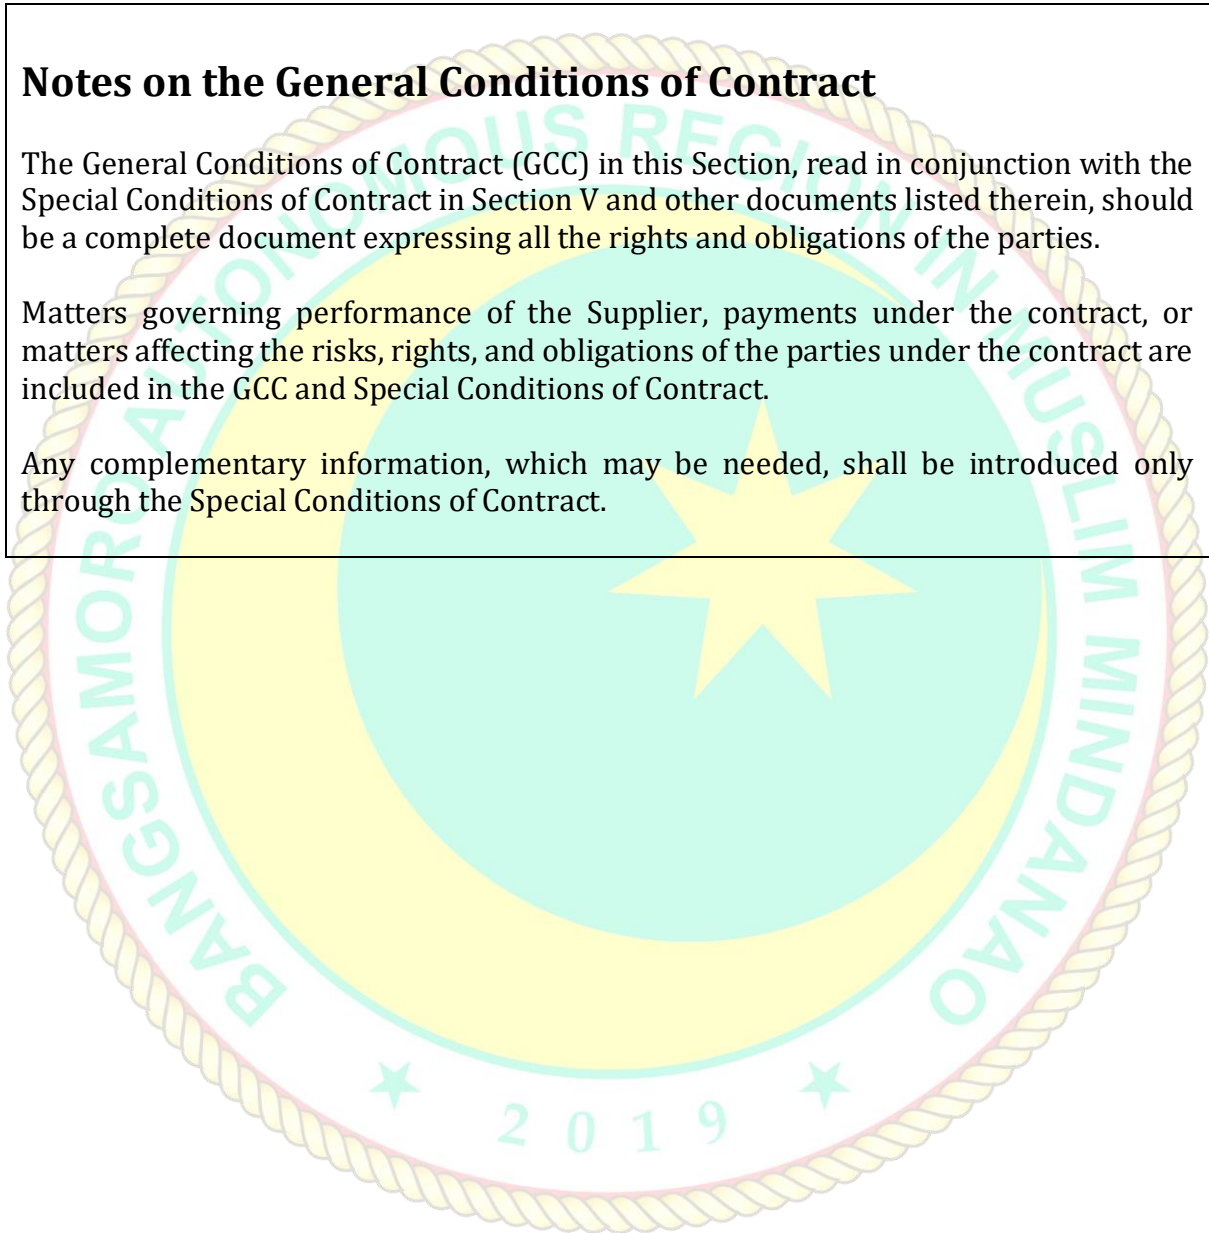 Notes on the General Conditions of Contract
The General Conditions of Contract (GCC) in this Section, read in conjunction with the
Special Conditions of Contract in Section V and other documents listed therein, should
be a complete document expressing all the rights and obligations of the parties.
Matters governing performance of the Supplier, payments under the contract, or
matters affecting the risks, rights, and obligations of the parties under the contract are
included in the GCC and Special Conditions of Contract.
Any complementary information, which may be needed, shall be introduced only
through the Special Conditions of Contract.
BANGSAMORO AUTONOMOUS REGION IN MUSLIM MINDANAO
2019